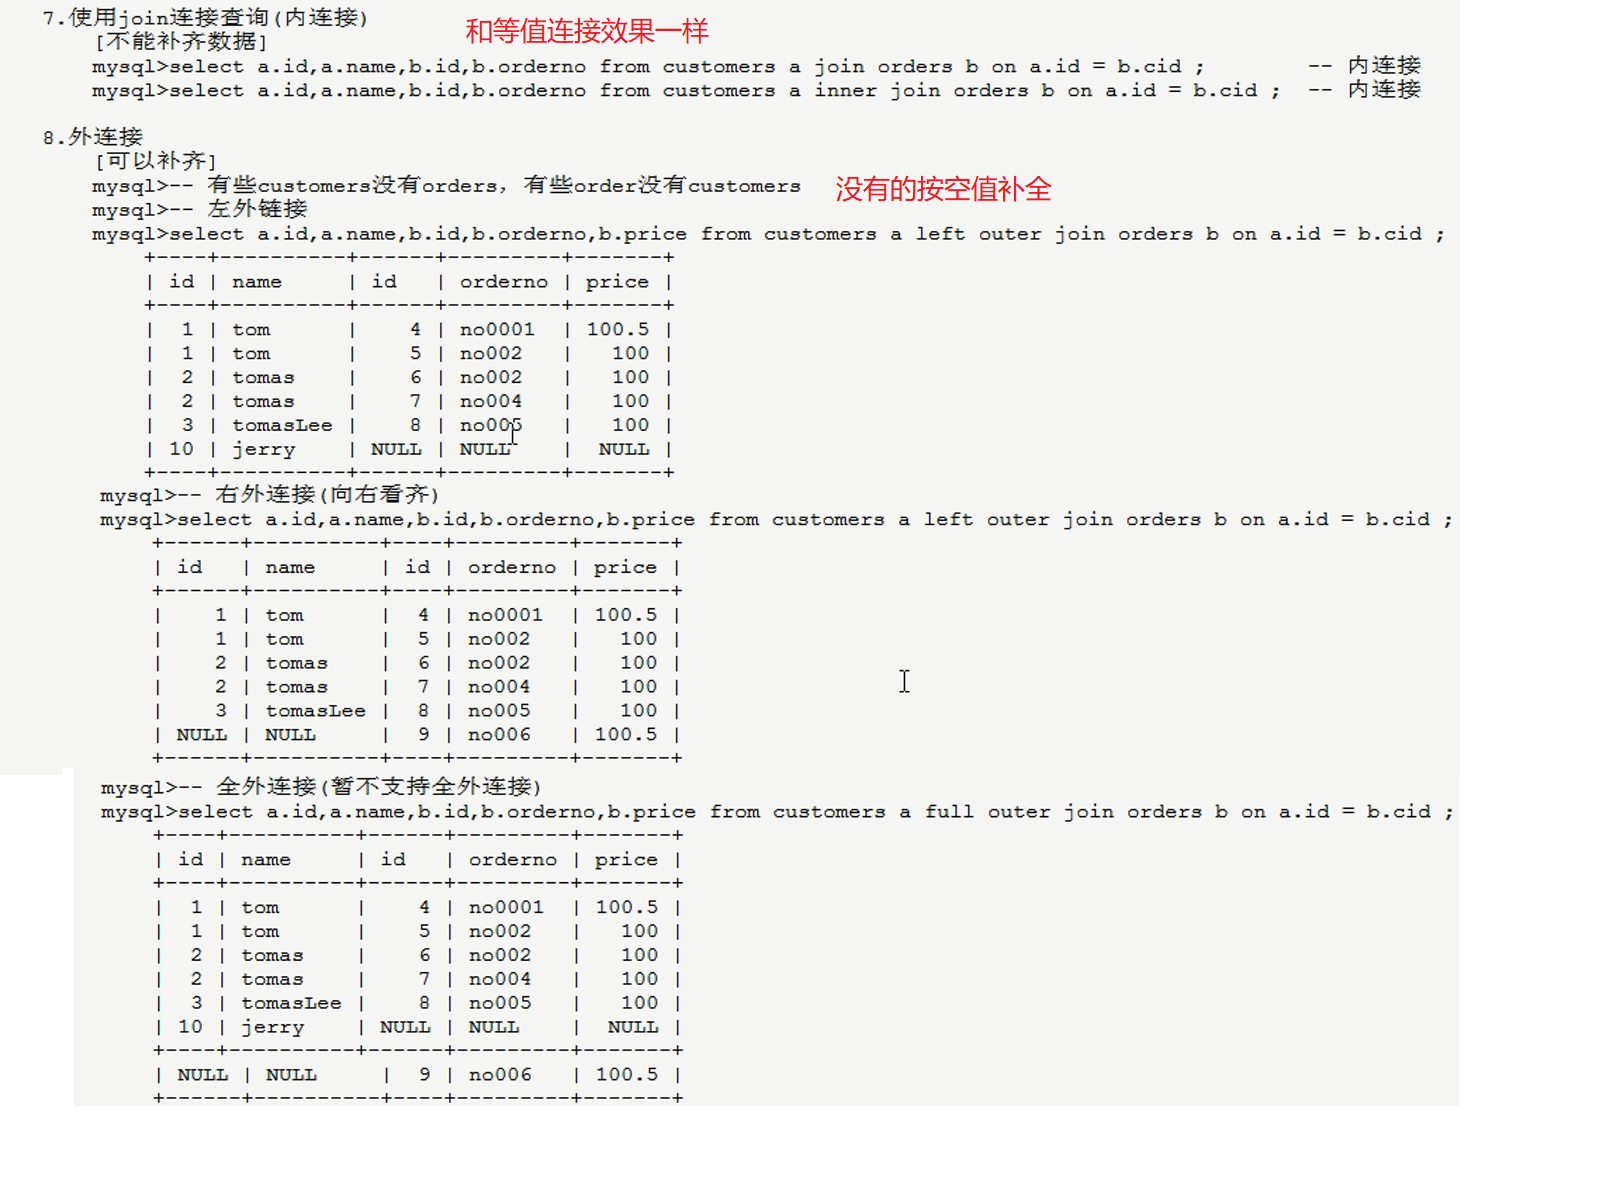 7.使用join连接查询(内连接)
和等值连接效果一样
[不能补齐数据]
mysql>select a.id,a.name,b.id,b.orderno from customers a join orders b on a.id = b.cid ;        -- 内连接
mysql>select a.id,a.name,b.id,b.orderno from customers a inner join orders b on a.id = b.cid ;  -- 内连接
8.外连接
[可以补齐]
mysql>-- 有些customers没有orders，有些order没有customers
没有的按空值补全
mysql>-- 左外链接
mysql>select a.id,a.name,b.id,b.orderno,b.price from customers a left outer join orders b on a.id = b.cid ;
+----+----------+------+---------+-------+
| id | name     | id   | orderno | price |
+----+----------+------+---------+-------+
|  1 | tom      |    4 | no0001  | 100.5 |
|  1 | tom      |    5 | no002   |   100 |
|  2 | tomas    |    6 | no002   |   100 |
|  2 | tomas    |    7 | no004   |   100 |
|  3 | tomasLee |    8 | no005   |   100 |
| 10 | jerry    | NULL | NULL    |  NULL |
+----+----------+------+---------+-------+
mysql>-- 右外连接(向右看齐)
mysql>select a.id,a.name,b.id,b.orderno,b.price from customers a left outer join orders b on a.id = b.cid ;
+------+----------+----+---------+-------+
| id   | name     | id | orderno | price |
+------+----------+----+---------+-------+
|    1 | tom      |  4 | no0001  | 100.5 |
|    1 | tom      |  5 | no002   |   100 |
|    2 | tomas    |  6 | no002   |   100 |
|    2 | tomas    |  7 | no004   |   100 |
|    3 | tomasLee |  8 | no005   |   100 |
| NULL | NULL     |  9 | no006   | 100.5 |
+------+----------+----+---------+-------+
mysql>-- 全外连接(暂不支持全外连接)
mysql>select a.id,a.name,b.id,b.orderno,b.price from customers a full outer join orders b on a.id = b.cid ;
+----+----------+------+---------+-------+
| id | name     | id   | orderno | price |
+----+----------+------+---------+-------+
|  1 | tom      |    4 | no0001  | 100.5 |
|  1 | tom      |    5 | no002   |   100 |
|  2 | tomas    |    6 | no002   |   100 |
|  2 | tomas    |    7 | no004   |   100 |
|  3 | tomasLee |    8 | no005   |   100 |
| 10 | jerry    | NULL | NULL    |  NULL |
+----+----------+------+---------+-------+
| NULL | NULL     |  9 | no006   | 100.5 |
+------+----------+----+---------+-------+